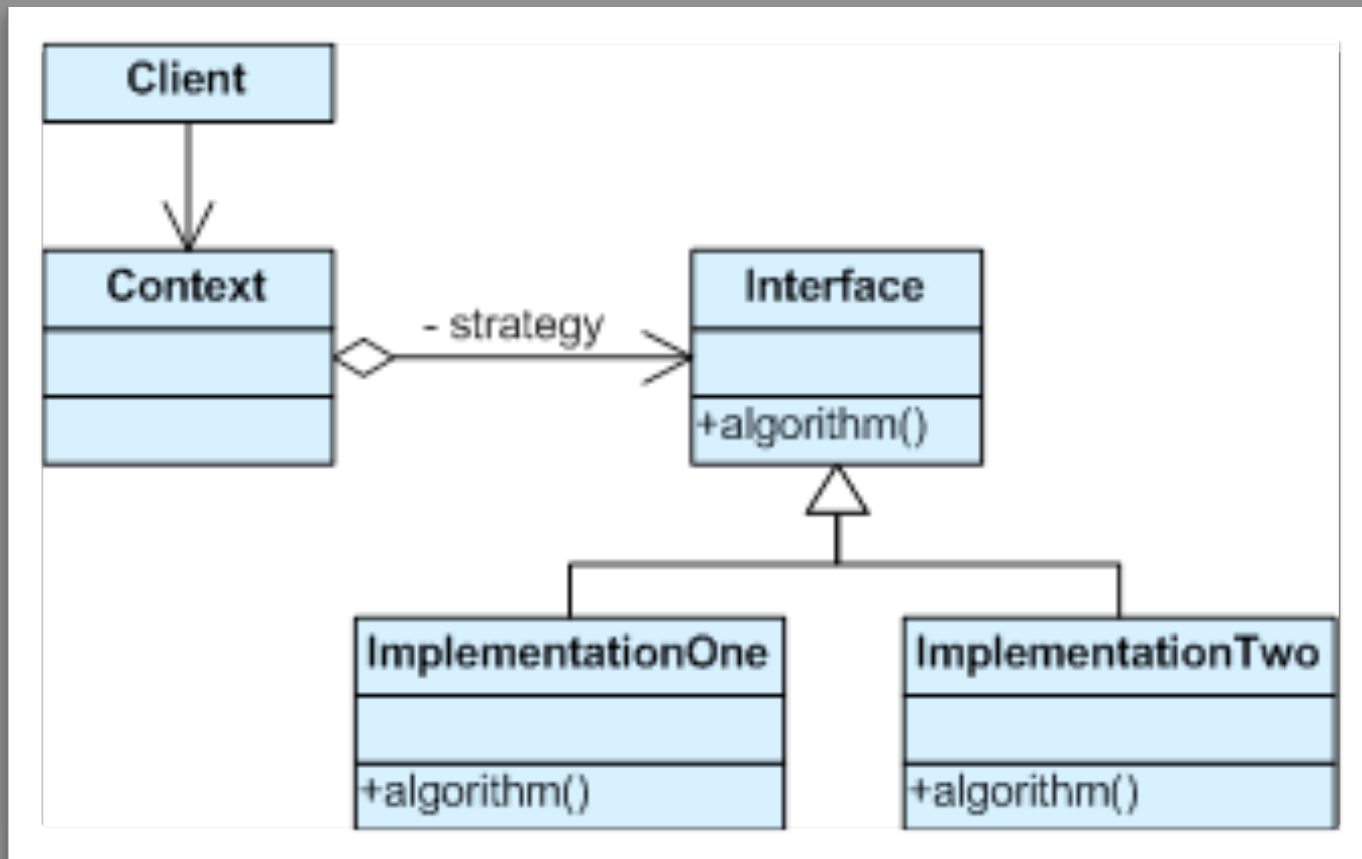 Client
Context
- strategy
Interface
+algorithm()
ImplementationOne
+algorithm()
ImplementationTwo
+algorithm()